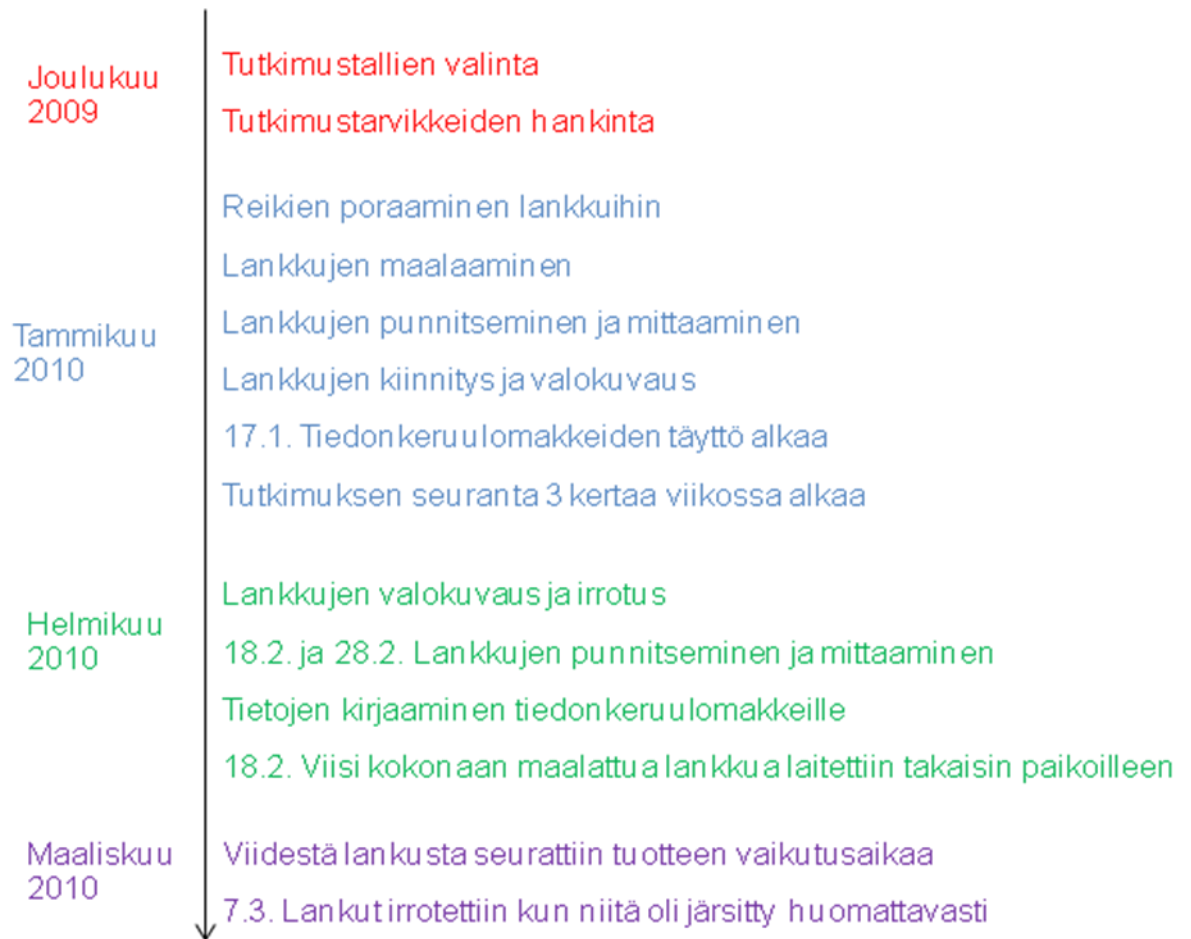 Joulukuu
2009
Tutkimustallien valinta
Tutkimustarvikkeiden hankinta
Tammikuu
2010
Reikien poraaminen lankkuihin
Lankkujen maalaaminen
Lankkujen punnitseminen ja mittaaminen
Lankkujen kiinnitys ja valokuvaus
17.1. Tiedonkeruulomakkeiden täyttö alkaa
Tutkimuksen seuranta 3 kertaa viikossa alkaa
Helmikuu
2010
Lankkujen valokuvaus ja irrotus
18.2. ja 28.2. Lankkujen punnitseminen ja mittaaminen
Tietojen kirjaaminen tiedonkeruulomakkeille
18.2. Viisi kokonaan maalattua lankkua laitettiin takaisin paikoilleen
Maaliskuu
2010
Viidestä lankusta seurattiin tuotteen vaikutusaikaa
7.3. Lankut irrotettiin kun niitä oli järsitty huomattavasti